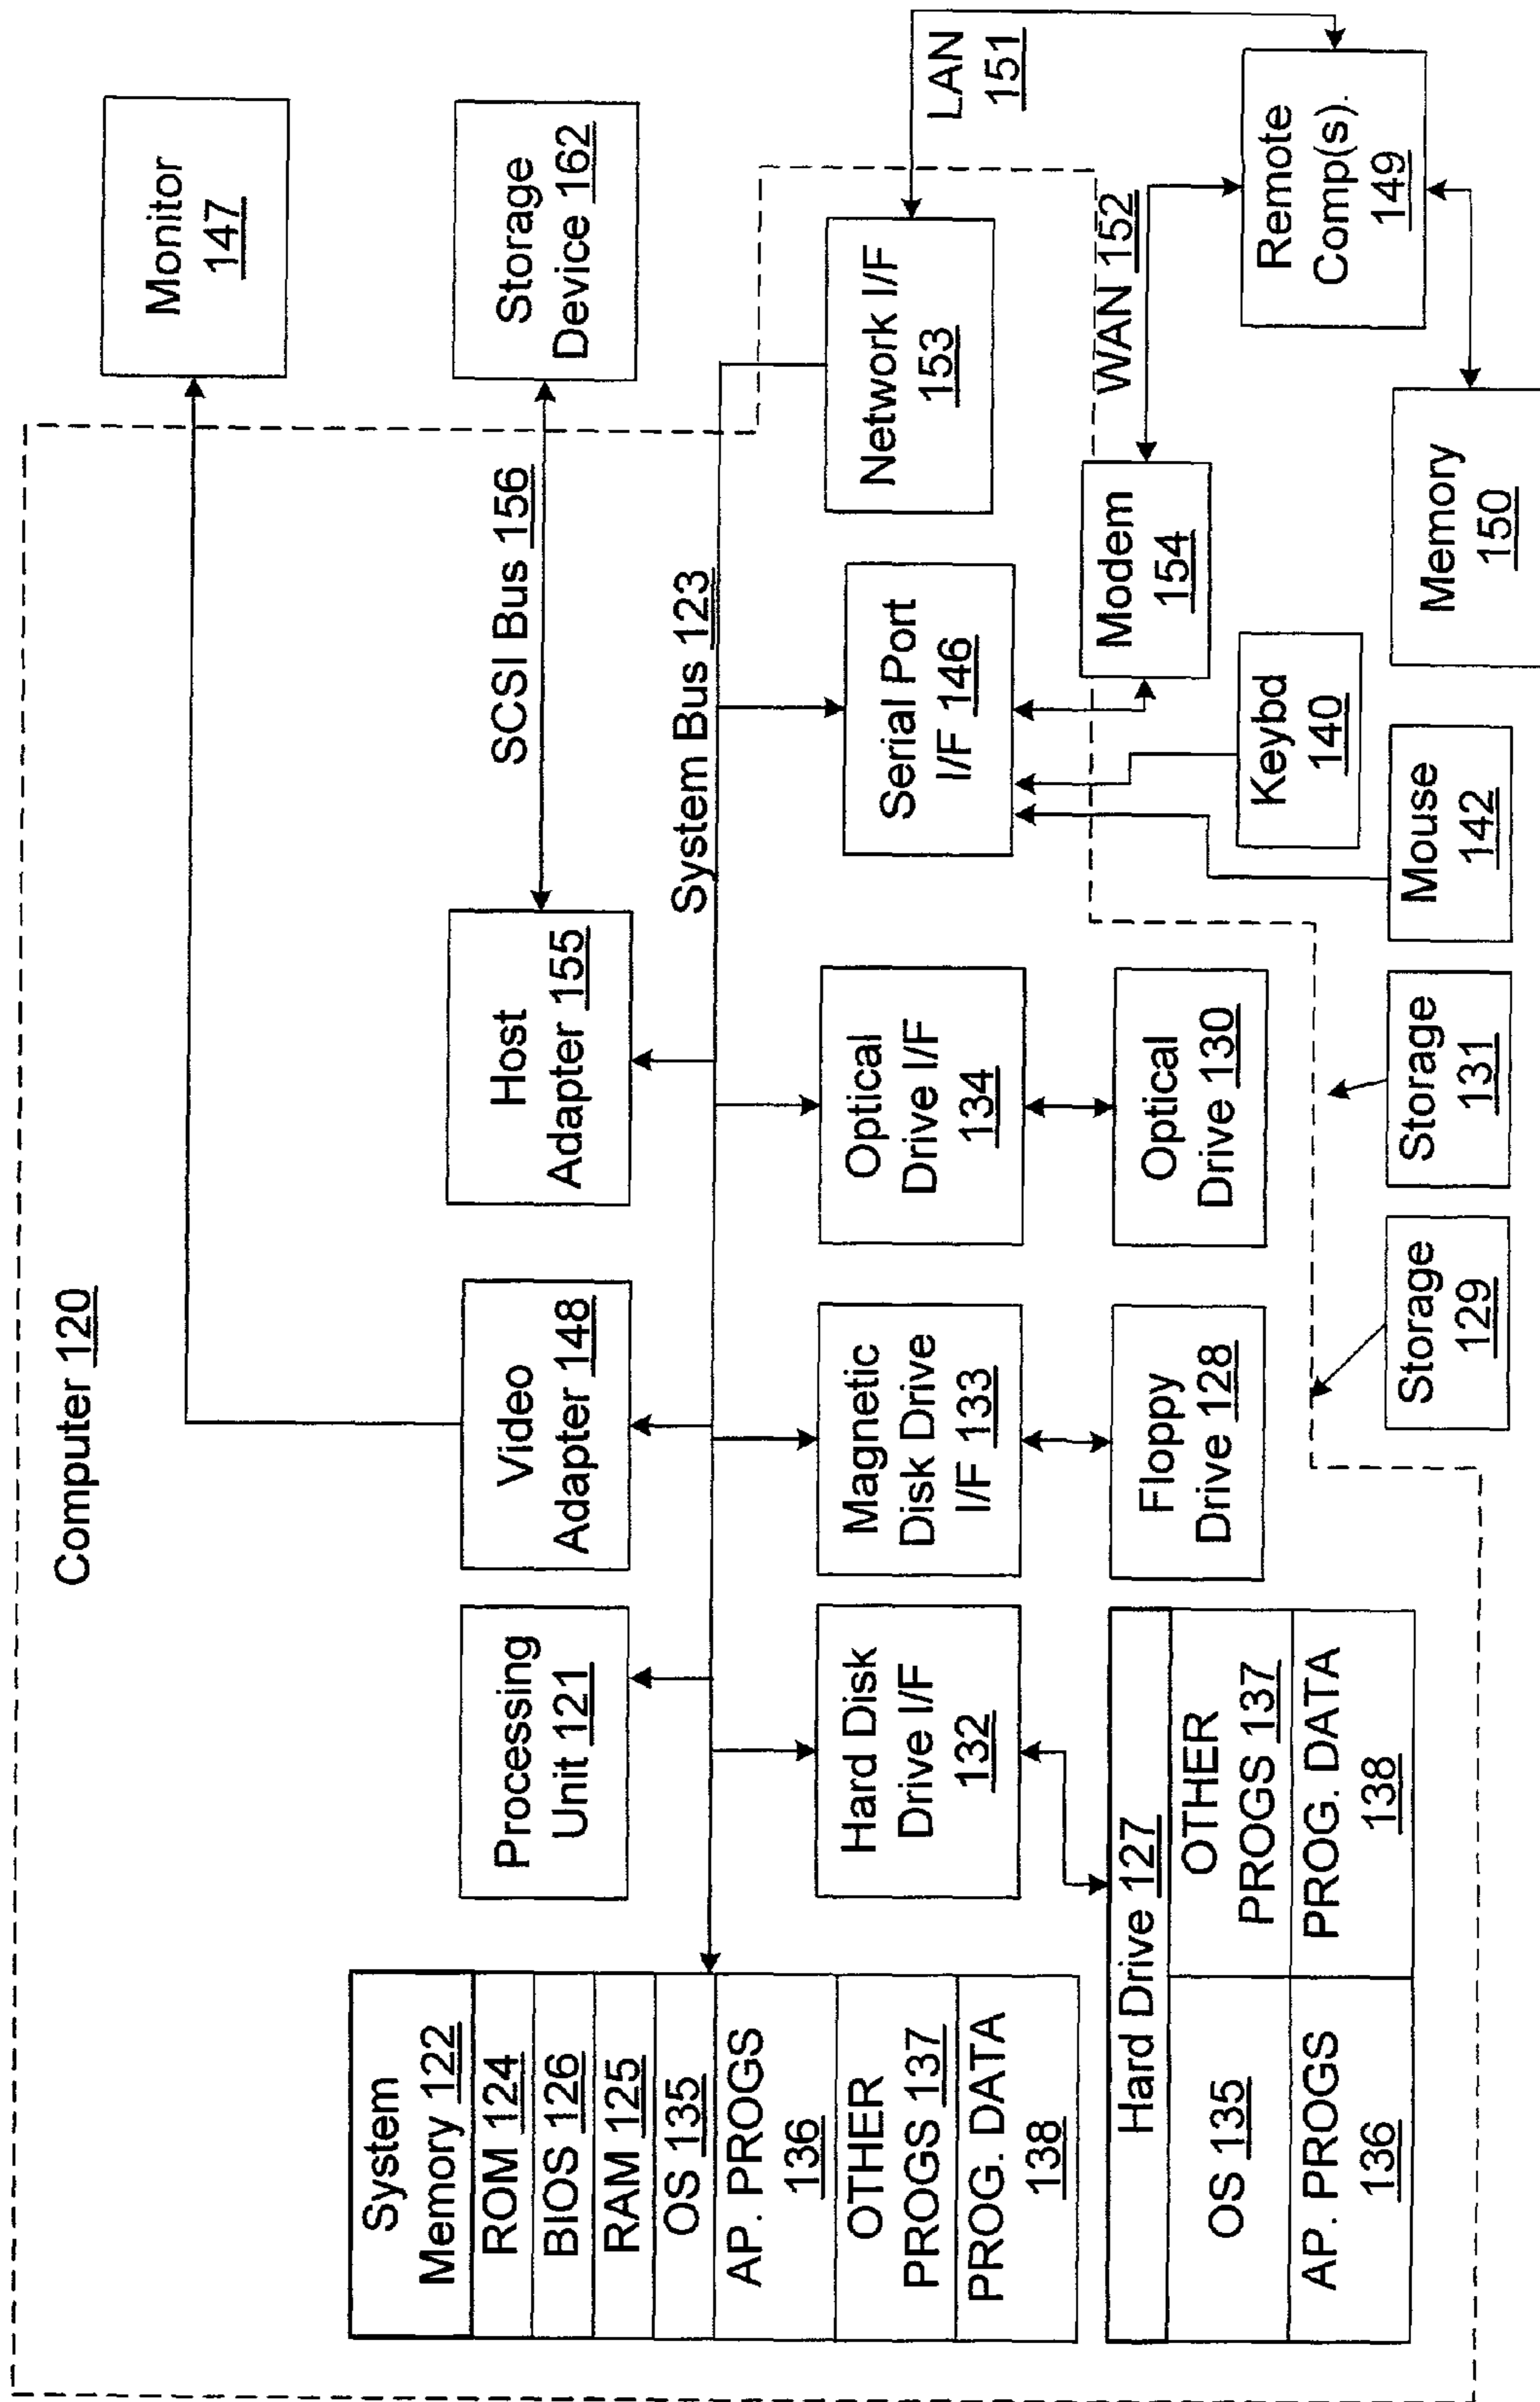 Computer 120
Monitor
147
Storage
Device 162
SCSI Bus 156
System Bus 123
System
Memory 122
ROM 124
BIOS 126
RAM 125
OS 135
AP. PROGS
136
OTHER
PROGS 137
PROG. DATA
138
Processing
Unit 121
Video
Adapter 148
Host
Adapter 155
Hard Disk
Drive I/F
132
Magnetic
Disk Drive
I/F 133
Optical
Drive I/F
134
Serial Port
I/F 146
Network I/F
153
LAN
151
Hard Drive 127
OS 135
OTHER
PROGS 137
AP. PROGS
136
PROG. DATA
138
Floppy
Drive 128
Optical
Drive 130
Modem
154
WAN 152
Remote
Comp(s).
149
Keybd
140
Storage
129
Storage
131
Mouse
142
Memory
150